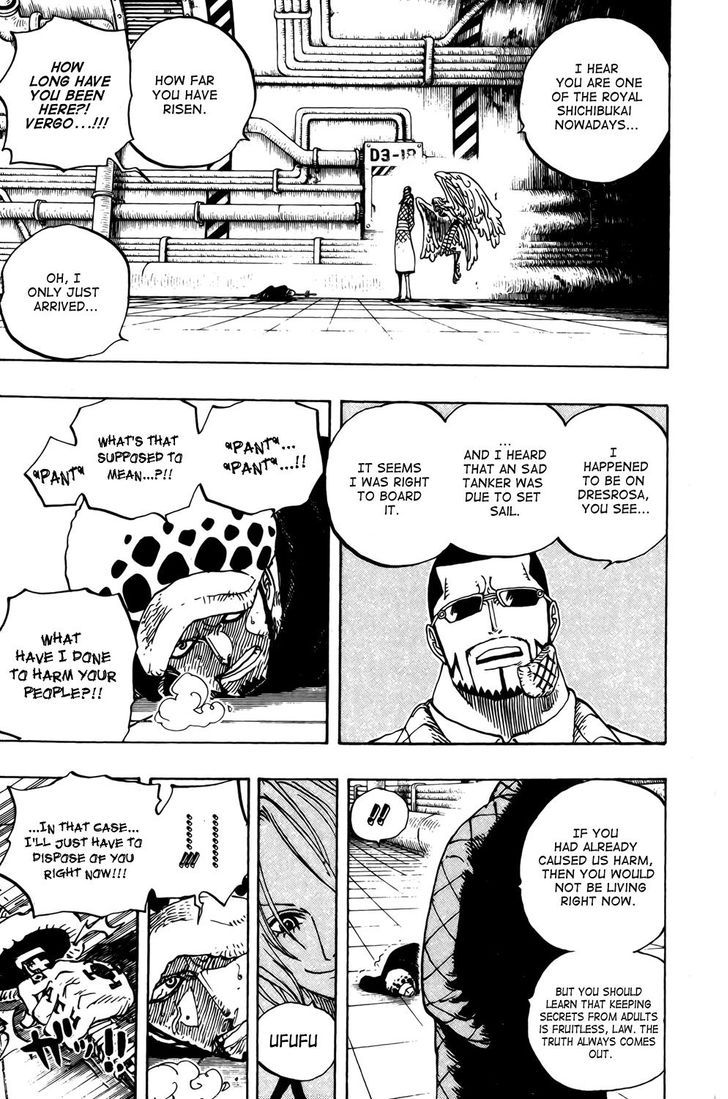 I HEAR
YOU ARE ONE
OF THE ROYAL
SHICHIBUKAI
NOWADAYS...
HOW FAR
YOU HAVE
RISEN.
HOW
LONG HAVE
YOU BEEN
HERE?!
VERGO...!!!
D3-18
OH, I
ONLY JUST
ARRIVED...
I
HAPPENED
TO BE ON
DRESROSA,
YOU SEE...
...
AND I HEARD
THAT AN SAD
TANKER WAS
DUE TO SET
SAIL.
IT SEEMS
I WAS RIGHT
TO BOARD
IT.
*PANT*...
*PANT*...!!
WHAT'S THAT
SUPPOSED TO
MEAN...?!!
*PANT*
WHAT
HAVE I DONE
TO HARM YOUR
PEOPLE?!!
IF YOU
HAD ALREADY
CAUSED US HARM,
THEN YOU WOULD
NOT BE LIVING
RIGHT NOW.
!!
BUT YOU SHOULD
LEARN THAT KEEPING
SECRETS FROM ADULTS
IS FRUITLESS, LAW. THE
TRUTH ALWAYS COMES
OUT.
UFUFU
...IN THAT CASE...
I'LL JUST HAVE TO
DISPOSE OF YOU
RIGHT NOW!!!